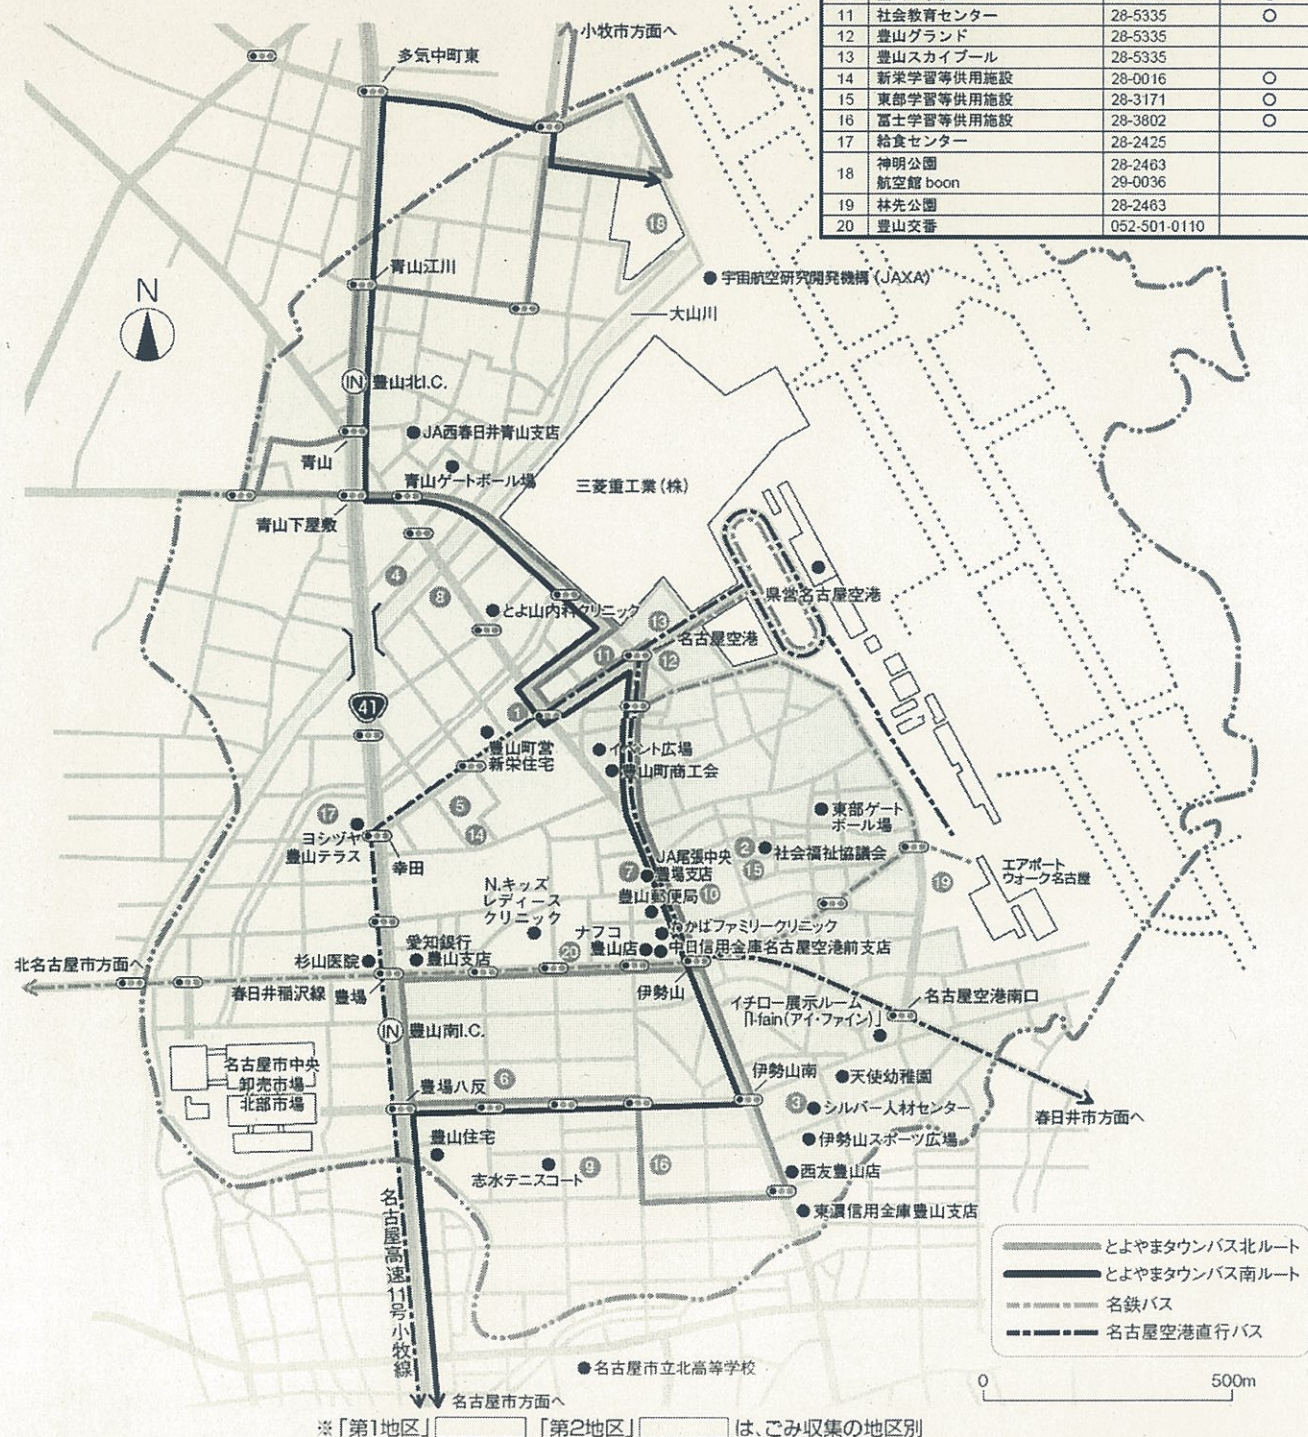 11 社会教育センター 28-5335 ○
12 豊山グランド 28-5335
13 豊山スカイプール 28-5335
14 新栄学習等供用施設 28-0016 ○
15 東部学習等供用施設 28-3171 ○
16 冨士学習等供用施設 28-3802 ○
17 給食センター 28-2425
18 神明公園 28-2463
航空館 boon 29-0036
19 林先公園 28-2463
20 豊山交番 052-501-0110
小牧市方面へ
多気中町東
18
青山江川
宇宙航空研究開発機構(JAXA)
大山川
N
IN 豊山北I.C.
JA西春日井青山支店
青山
青山ゲートボール場
三菱重工業(株)
青山下屋敷
4
8
とよ山内科クリニック
県営名古屋空港
13
名古屋空港
11
12
41
1
豊山町営
新栄住宅
イベント広場
豊山町商工会
5
14
17
ヨシヅヤ
豊山テラス
幸田
東部ゲート
ボール場
2
社会福祉協議会
15
JA尾張中央
豊場支店
7
豊山郵便局
10
エアポート
ウォーク名古屋
19
N.キッズ
レディース
クリニック
わかばファミリークリニック
ナフコ
豊山店
中日信用金庫名古屋空港前支店
愛知銀行
豊山支店
20
杉山医院
北名古屋市方面へ
春日井稲沢線
豊場
伊勢山
イチロー展示ルーム
「I-fain(アイ・ファイン)」
名古屋空港南口
IN 豊山南I.C.
名古屋市中央
卸売市場
北部市場
豊場八反
6
伊勢山南
天使幼稚園
3
シルバー人材センター
春日井市方面へ
伊勢山スポーツ広場
豊山住宅
志水テニスコート
9
16
西友豊山店
東濃信用金庫豊山支店
名古屋高速11号小牧線
とよやまタウンバス北ルート
とよやまタウンバス南ルート
名鉄バス
名古屋空港直行バス
名古屋市立北高等学校
0 500m
名古屋市方面へ
※「第1地区」 「第2地区」 は、ごみ収集の地区別